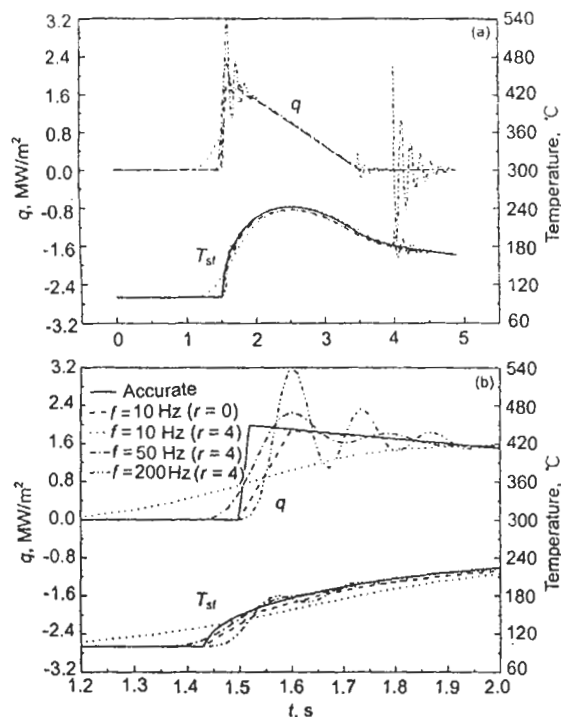 (a)
3.2
2.4
1.6
0.8
0.0
-0.8
-1.6
-2.4
-3.2
q, MW/m²
540
480
420
360
300
240
180
120
60
Temperature, ℃
q
T_sf
0 1 2 3 4 5
(b)
3.2
2.4
1.6
0.8
0.0
-0.8
-1.6
-2.4
-3.2
q, MW/m²
540
480
420
360
300
240
180
120
60
Temperature, ℃
Accurate
f=10 Hz (r=0)
f=10 Hz (r=4)
f=50 Hz (r=4)
f=200Hz (r=4)
q
T_sf
1.2 1.3 1.4 1.5 1.6 1.7 1.8 1.9 2.0
t, s